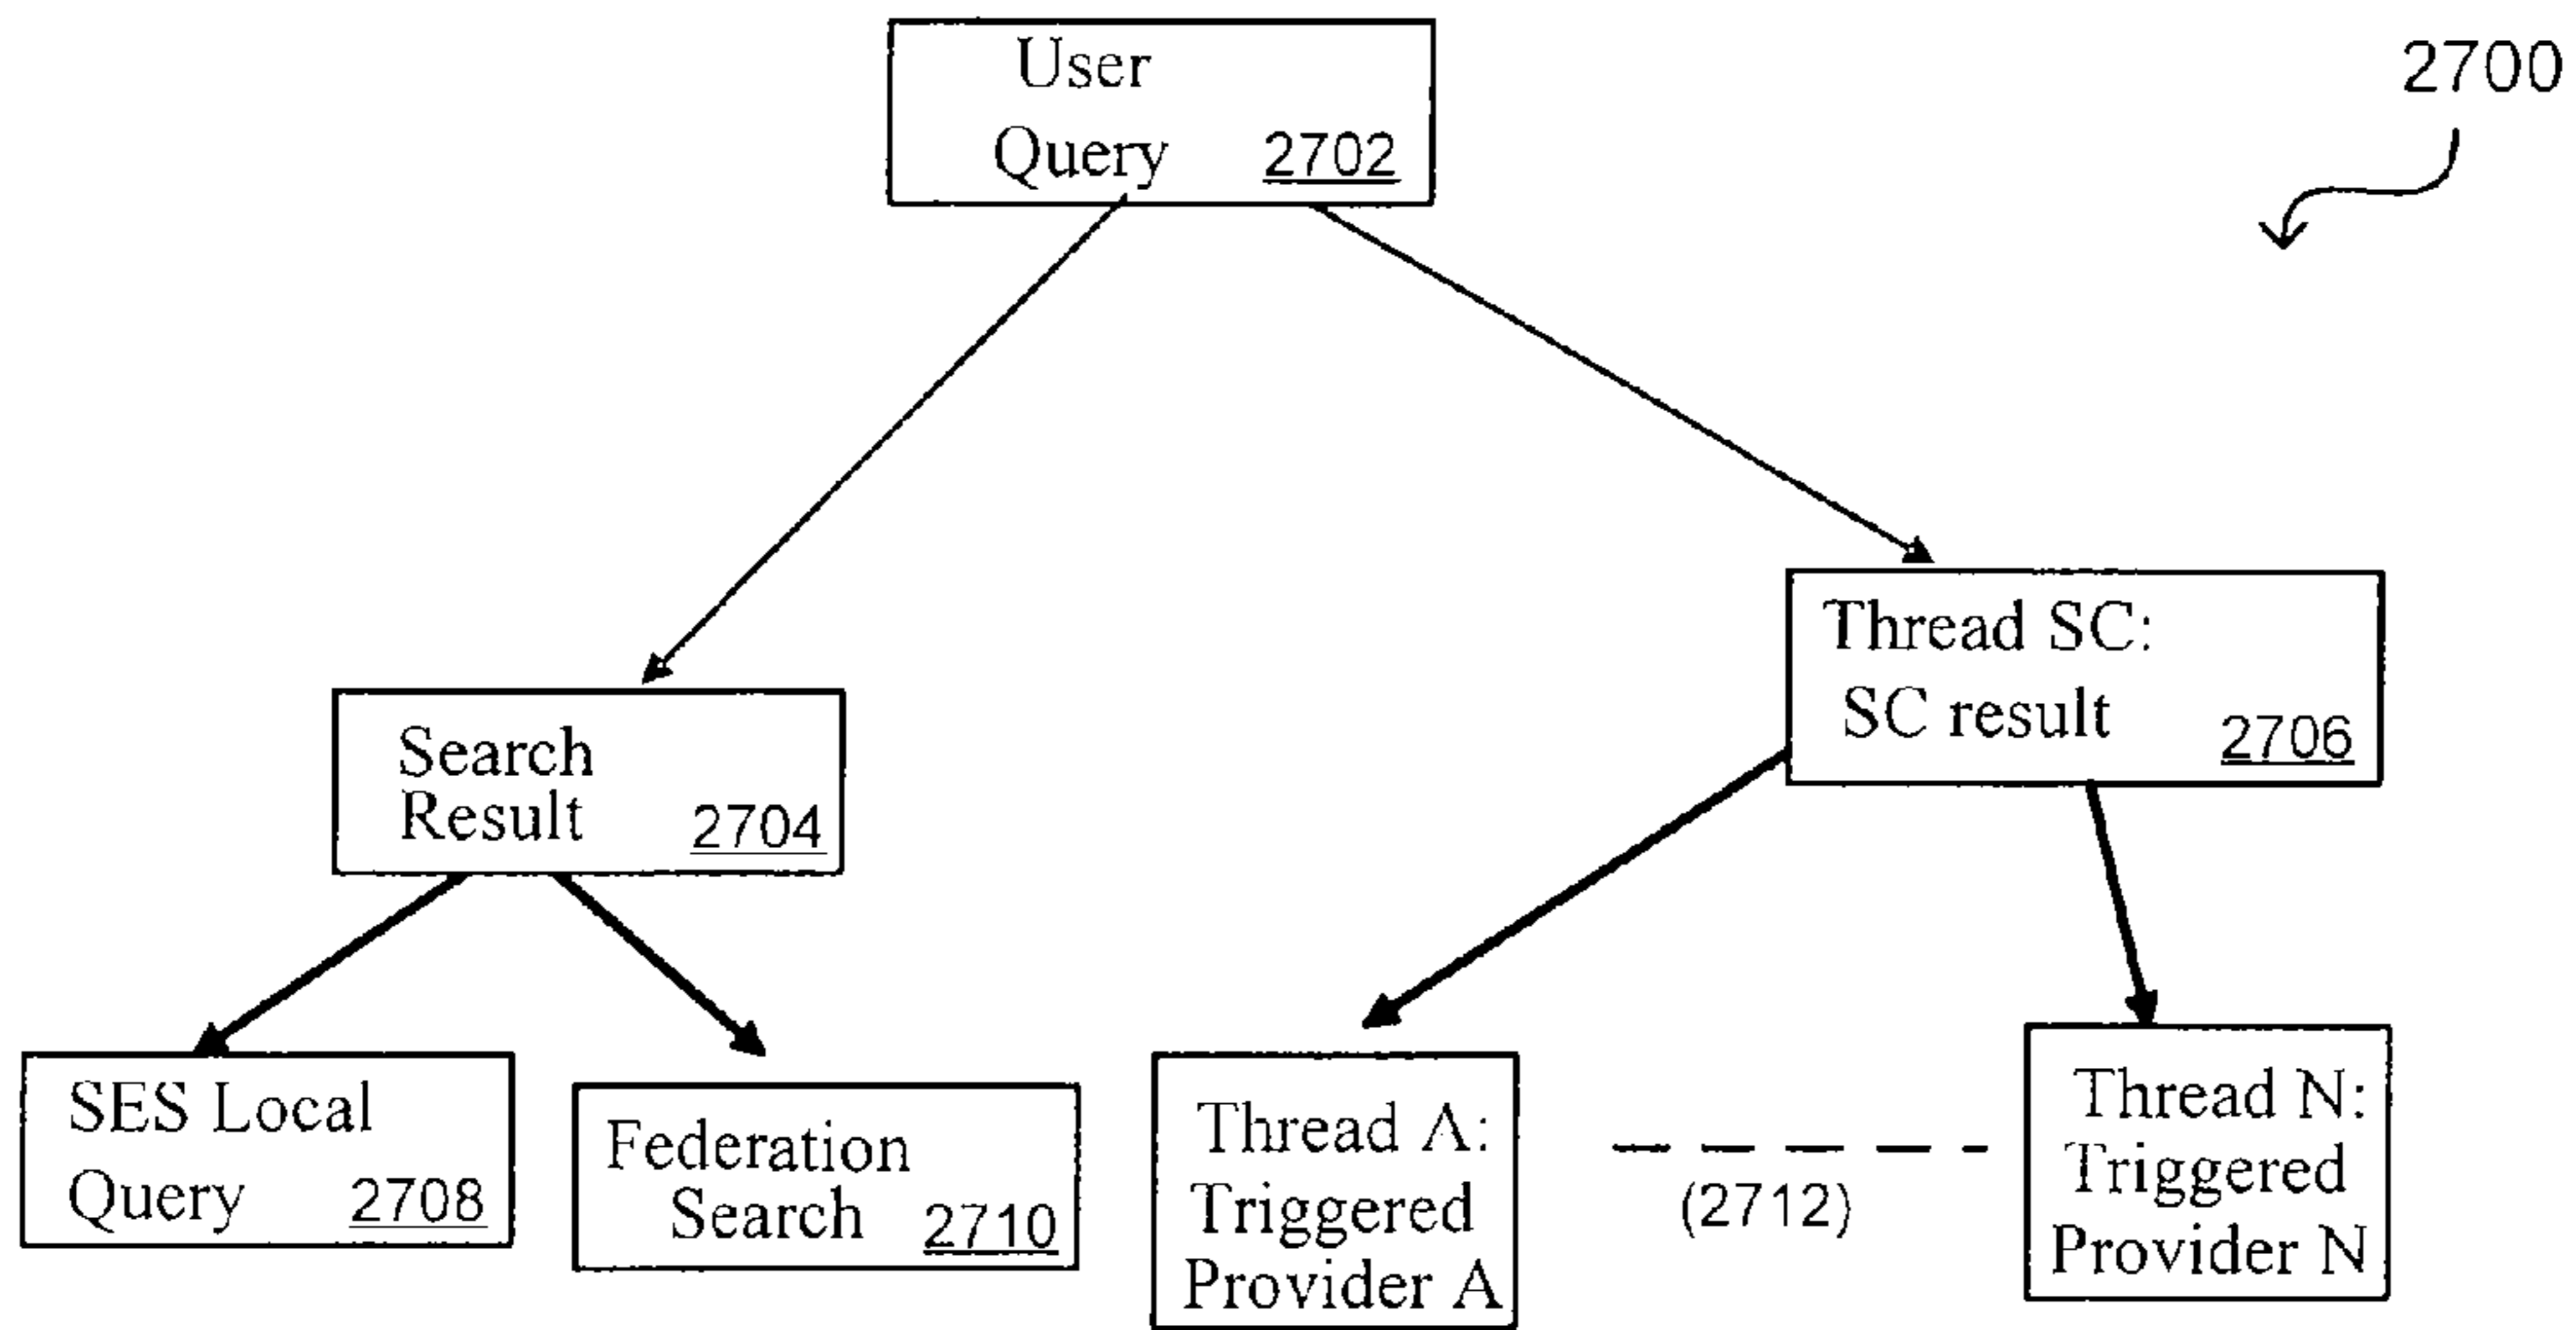 2700
User
Query 2702
Thread SC:
SC result 2706
Search
Result 2704
SES Local
Query 2708
Federation
Search 2710
Thread A:
Triggered
Provider A
(2712)
Thread N:
Triggered
Provider N